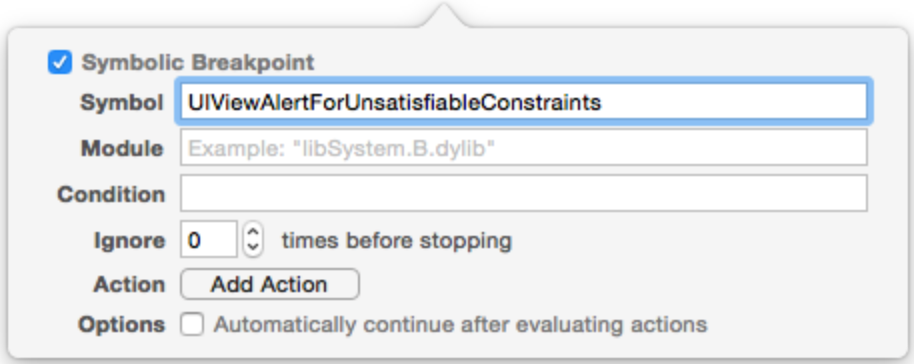 Symbolic Breakpoint
Symbol UIViewAlertForUnsatisfiableConstraints
Module Example: "libSystem.B.dylib"
Condition
Ignore 0 times before stopping
Action Add Action
Options Automatically continue after evaluating actions